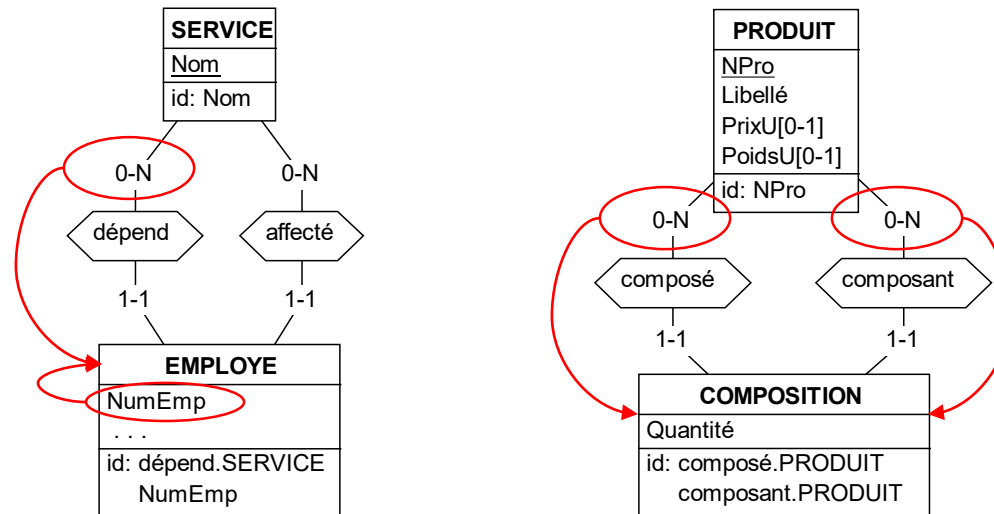 SERVICE
Nom
id: Nom
0-N
0-N
dépend
affecté
1-1
1-1
EMPLOYE
NumEmp
. . .
id: dépend.SERVICE
NumEmp
PRODUIT
NPro
Libellé
PrixU[0-1]
PoidsU[0-1]
id: NPro
0-N
0-N
composé
composant
1-1
1-1
COMPOSITION
Quantité
id: composé.PRODUIT
composant.PRODUIT